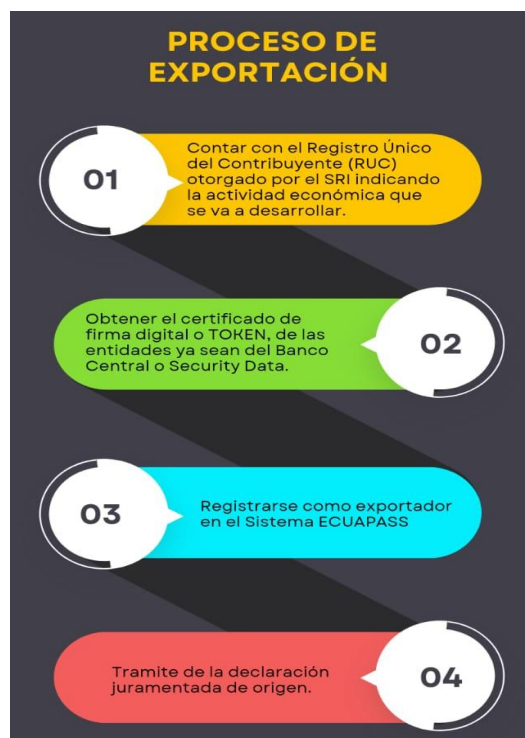 PROCESO DE
EXPORTACIÓN
01
Contar con el Registro Único
del Contribuyente (RUC)
otorgado por el SRI indicando
la actividad económica que
se va a desarrollar.
Obtener el certificado de
firma digital o TOKEN, de las
entidades ya sean del Banco
Central o Security Data.
02
03
Registrarse como exportador
en el Sistema ECUAPASS
Tramite de la declaración
juramentada de origen.
04